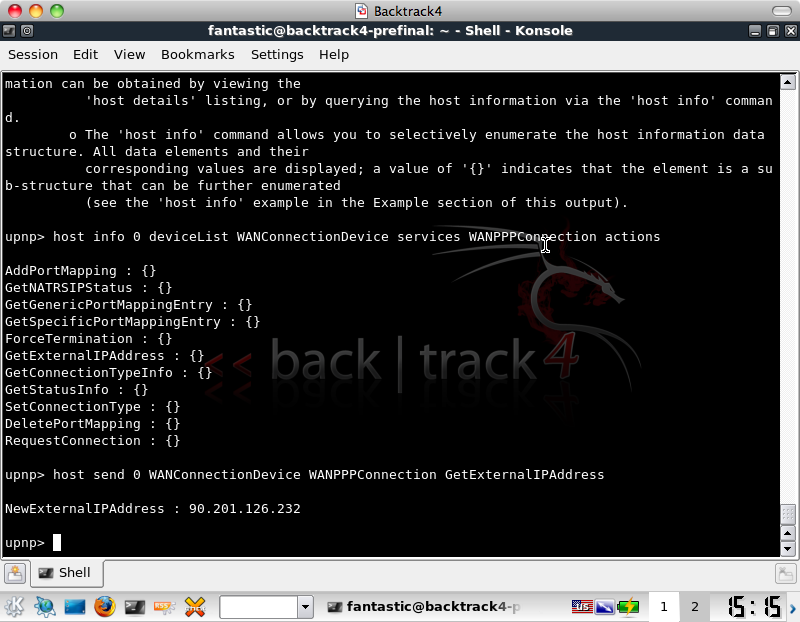 Backtrack4
fantastic@backtrack4-prefinal: ~ - Shell - Konsole
Session Edit View Bookmarks Settings Help
mation can be obtained by viewing the
'host details' listing, or by querying the host information via the 'host info' comman
d.
o The 'host info' command allows you to selectively enumerate the host information data
structure. All data elements and their
corresponding values are displayed; a value of '{}' indicates that the element is a su
b-structure that can be further enumerated
(see the 'host info' example in the Example section of this output).
upnp> host info 0 deviceList WANConnectionDevice services WANPPPConnection actions
AddPortMapping : {}
GetNATRSIPStatus : {}
GetGenericPortMappingEntry : {}
GetSpecificPortMappingEntry : {}
ForceTermination : {}
GetExternalIPAddress : {}
GetConnectionTypeInfo : {}
GetStatusInfo : {}
SetConnectionType : {}
DeletePortMapping : {}
RequestConnection : {}
<< back | track 4
upnp> host send 0 WANConnectionDevice WANPPPConnection GetExternalIPAddress
NewExternalIPAddress : 90.201.126.232
upnp>
Shell
fantastic@backtrack4-p
1 2 15:15